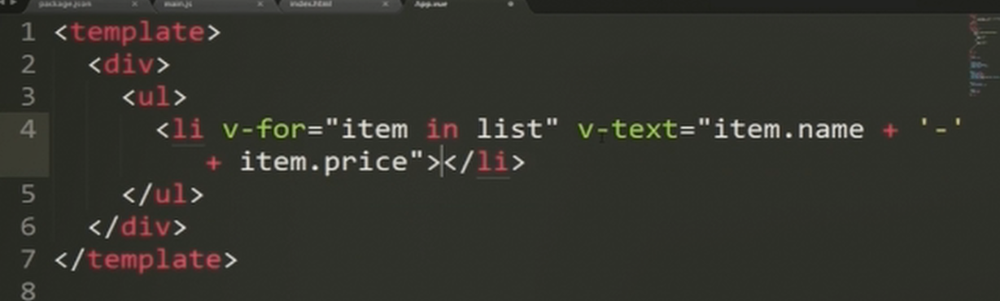 package.json × main.js × index.html × App.vue
1 <template>
2 <div>
3 <ul>
4 <li v-for="item in list" v-text="item.name + '-'
+ item.price"></li>
5 </ul>
6 </div>
7 </template>
8